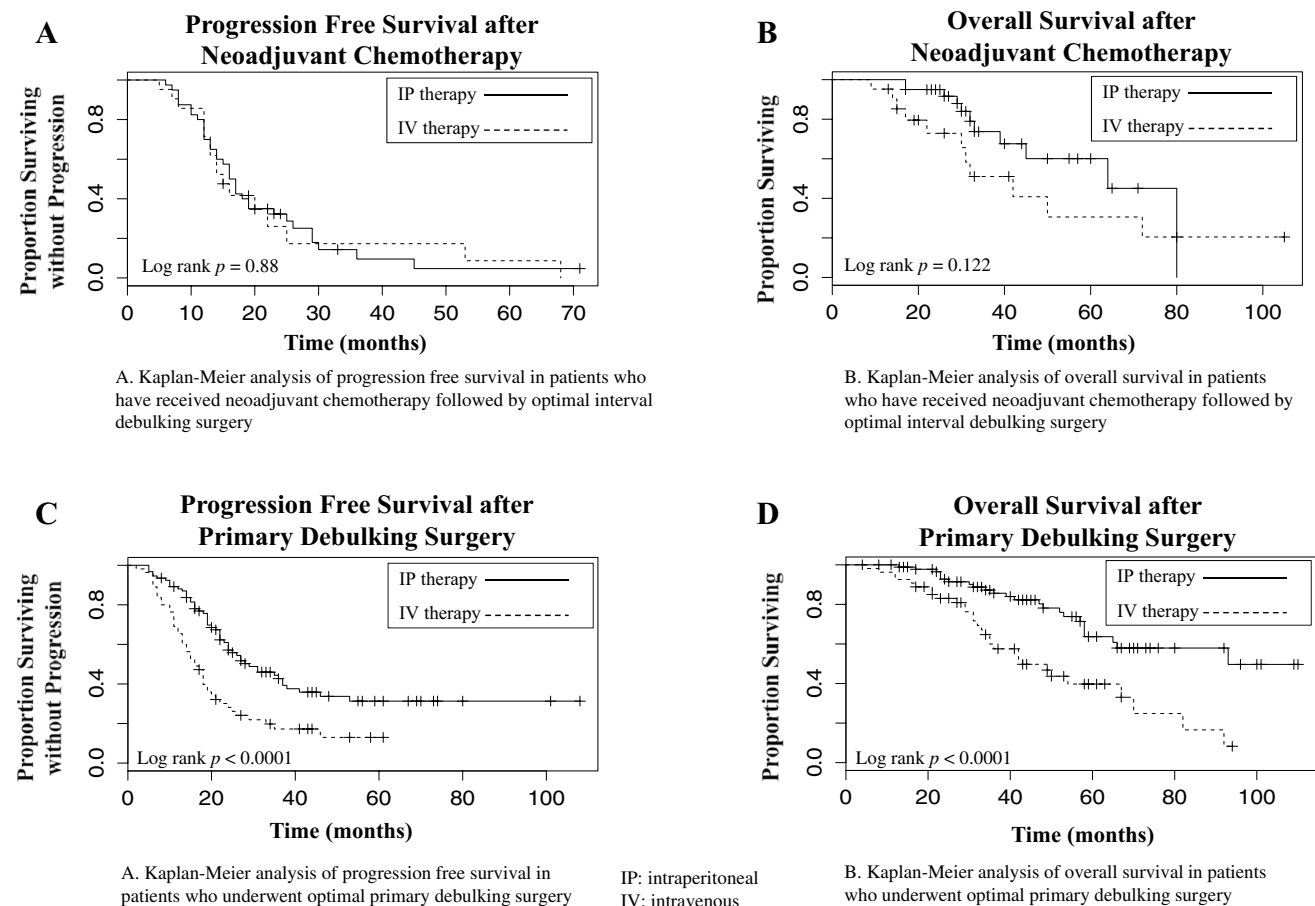 A
Progression Free Survival after
Neoadjuvant Chemotherapy
IP therapy
IV therapy
Proportion Surviving
without Progression
0.8
0.4
0.0
Log rank p = 0.88
0 10 20 30 40 50 60 70
Time (months)
A. Kaplan-Meier analysis of progression free survival in patients who
have received neoadjuvant chemotherapy followed by optimal interval
debulking surgery
B
Overall Survival after
Neoadjuvant Chemotherapy
IP therapy
IV therapy
Proportion Surviving
0.8
0.4
0.0
Log rank p = 0.122
0 20 40 60 80 100
Time (months)
B. Kaplan-Meier analysis of overall survival in patients
who have received neoadjuvant chemotherapy followed by
optimal interval debulking surgery
C
Progression Free Survival after
Primary Debulking Surgery
IP therapy
IV therapy
Proportion Surviving
without Progression
0.8
0.4
0.0
Log rank p < 0.0001
0 20 40 60 80 100
Time (months)
A. Kaplan-Meier analysis of progression free survival in
patients who underwent optimal primary debulking surgery
IP: intraperitoneal
IV: intravenous
D
Overall Survival after
Primary Debulking Surgery
IP therapy
IV therapy
Proportion Surviving
0.8
0.4
0.0
Log rank p < 0.0001
0 20 40 60 80 100
Time (months)
B. Kaplan-Meier analysis of overall survival in patients
who underwent optimal primary debulking surgery